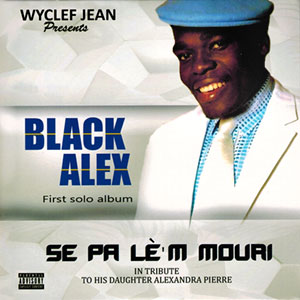 WYCLEF JEAN
Presents
BLACK
ALEX
First solo album
SE PA LÈ'M MOURI
IN TRIBUTE
TO HIS DAUGHTER ALEXANDRA PIERRE
PARENTAL
ADVISORY
EXPLICIT CONTENT